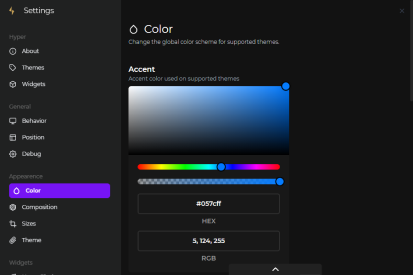 Settings
Hyper
About
Themes
Widgets
General
Behavior
Position
Debug
Appearance
Color
Composition
Sizes
Theme
Widgets
Color
Change the global color scheme for supported themes.
Accent
Accent color used on supported themes
#057cff
HEX
5, 124, 255
RGB